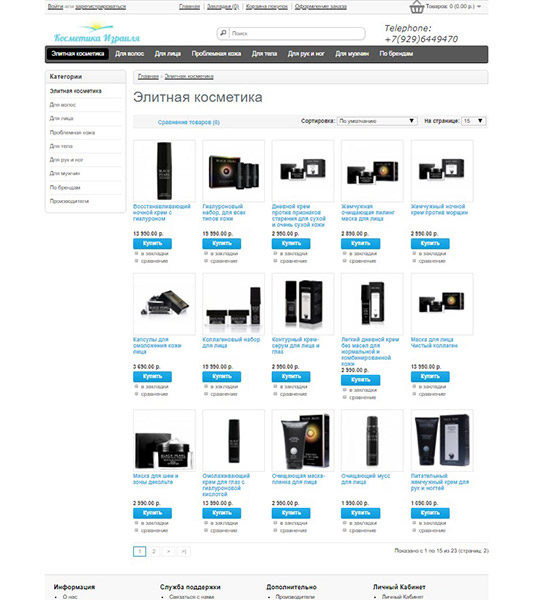 Войти или зарегистрироваться
Главная | Закладки (0) | Корзина покупок | Оформление заказа
Товаров: 0 (0.00 р.)
Косметика Израиля
Поиск
Telephone:
+7(929)6449470
Элитная косметика Для волос Для лица Проблемная кожа Для тела Для рук и ног Для мужчин По брендам
Категории
Элитная косметика
Для волос
Для лица
Проблемная кожа
Для тела
Для рук и ног
Для мужчин
По брендам
Производители
Главная » Элитная косметика
Элитная косметика
Сравнение товаров (0)
Сортировка: По умолчанию
На странице: 15
Восстанавливающий
ночной крем с
гиалуроном
13 990.00 р.
Купить
в закладки
сравнение
Гиалуроновый
набор, для всех
типов кожи
19 990.00 р.
Купить
в закладки
сравнение
Дневной крем
против признаков
старения для сухой
и очень сухой кожи
2 990.00 р.
Купить
в закладки
сравнение
Жемчужная
очищающая пилинг
маска для лица
2 890.00 р.
Купить
в закладки
сравнение
Жемчужный ночной
крем против морщин
2 990.00 р.
Купить
в закладки
сравнение
Капсулы для
омоложения кожи
лица
3 690.00 р.
Купить
в закладки
сравнение
Коллагеновый набор
для лица
19 990.00 р.
Купить
в закладки
сравнение
Контурный крем-
серум для лица и
глаз
2 990.00 р.
Купить
в закладки
сравнение
Легкий дневной крем
без масел для
нормальной и
комбинированной
кожи
2 990.00 р.
Купить
в закладки
сравнение
Маска для лица
Чистый коллаген
13 990.00 р.
Купить
в закладки
сравнение
Маска для шеи и
зоны декольте
2 990.00 р.
Купить
в закладки
сравнение
Омолаживающий
крем для глаз с
гиалуроновой
кислотой
13 990.00 р.
Купить
в закладки
сравнение
Очищающая маска-
пленка для лица
2 990.00 р.
Купить
в закладки
сравнение
Очищающий мусс для
лица
1 990.00 р.
Купить
в закладки
сравнение
Питательный
жемчужный крем для
рук и ногтей
1 090.00 р.
Купить
в закладки
сравнение
1 2 > >|
Показано с 1 по 15 из 23 (страниц: 2)
Информация
О нас
Служба поддержки
Связаться с нами
Дополнительно
Производители
Личный Кабинет
Личный Кабинет